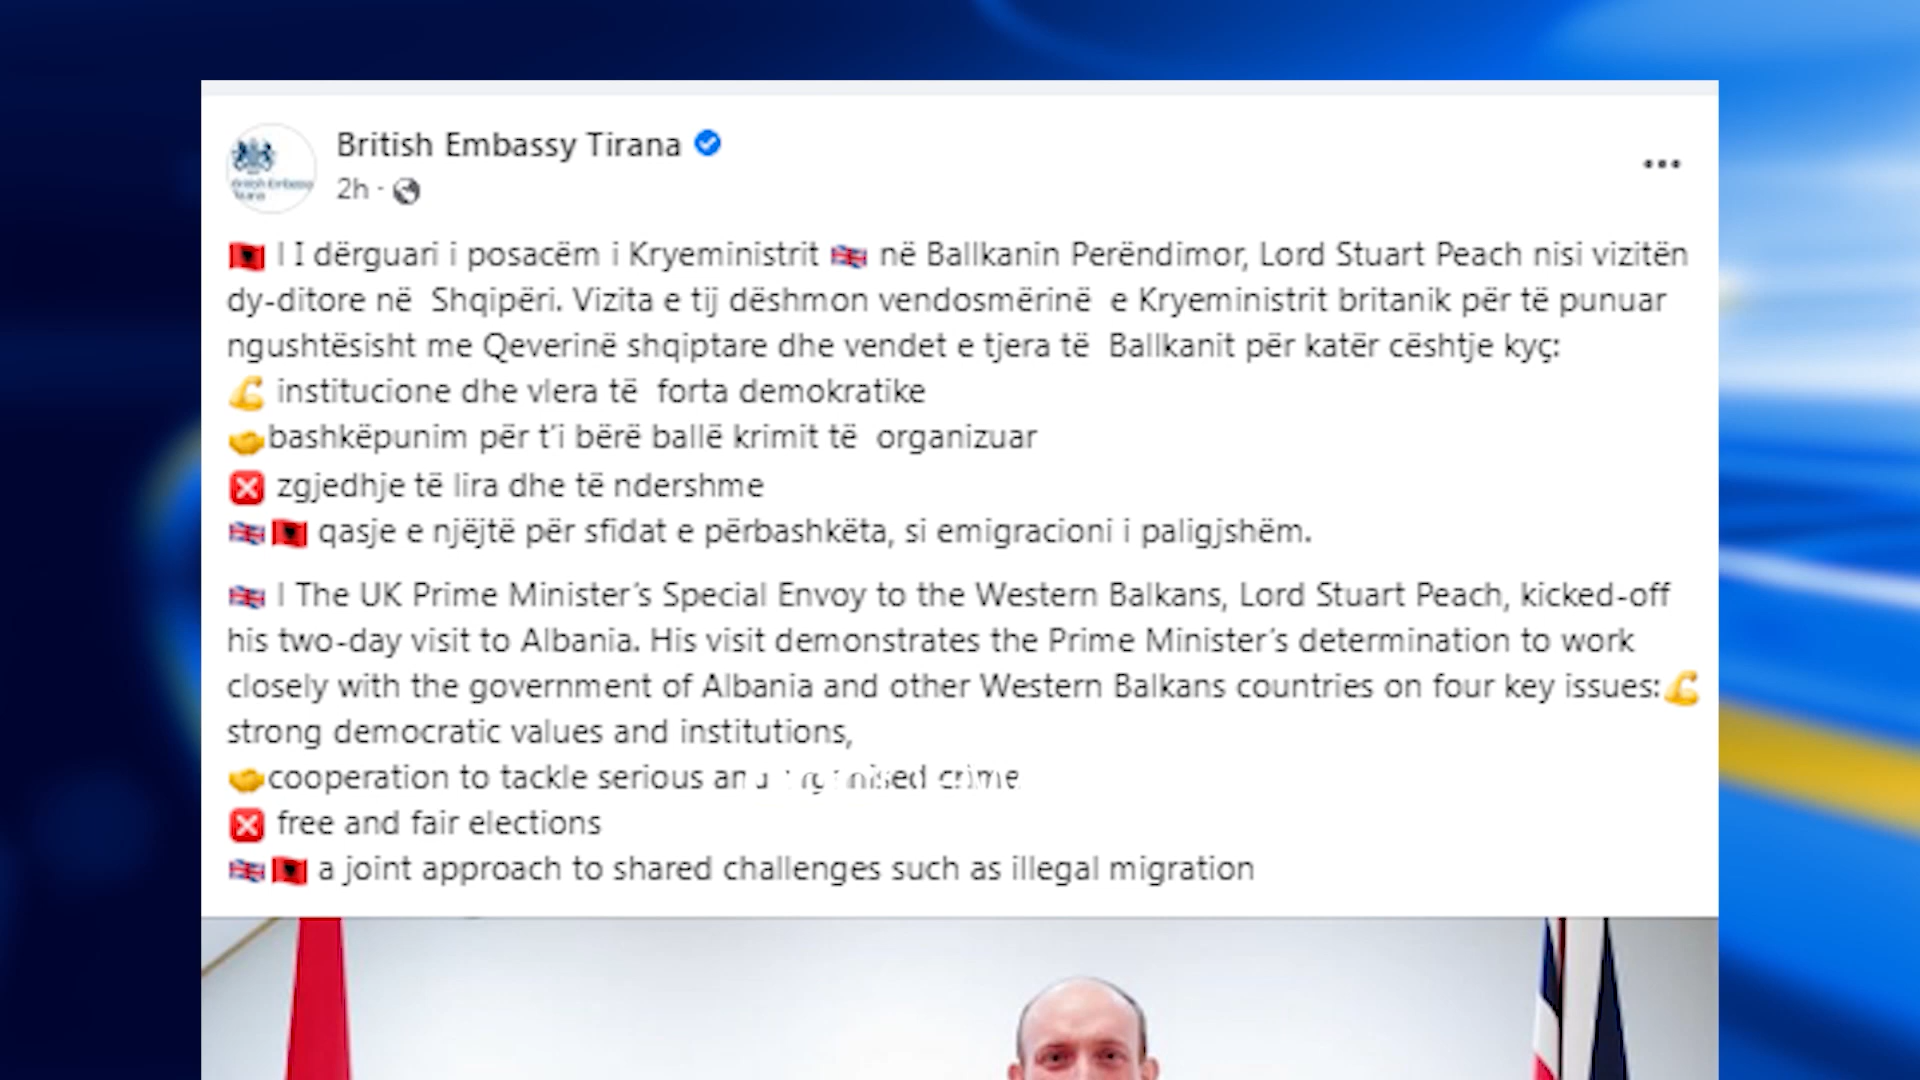 British Embassy Tirana
2h ·
British Embassy
Tirana
🇦🇱 | I dërguari i posacëm i Kryeministrit 🇬🇧 në Ballkanin Perëndimor, Lord Stuart Peach nisi vizitën
dy-ditore në Shqipëri. Vizita e tij dëshmon vendosmërinë e Kryeministrit britanik për të punuar
ngushtësisht me Qeverinë shqiptare dhe vendet e tjera të Ballkanit për katër cështje kyç:
💪 institucione dhe vlera të forta demokratike
🤝bashkëpunim për t'i bërë ballë krimit të organizuar
❎ zgjedhje të lira dhe të ndershme
🇬🇧🇦🇱 qasje e njëjtë për sfidat e përbashkëta, si emigracioni i paligjshëm.
🇬🇧 | The UK Prime Minister's Special Envoy to the Western Balkans, Lord Stuart Peach, kicked-off
his two-day visit to Albania. His visit demonstrates the Prime Minister's determination to work
closely with the government of Albania and other Western Balkans countries on four key issues:💪
strong democratic values and institutions,
🤝cooperation to tackle serious and organised crime
❎ free and fair elections
🇬🇧🇦🇱 a joint approach to shared challenges such as illegal migration